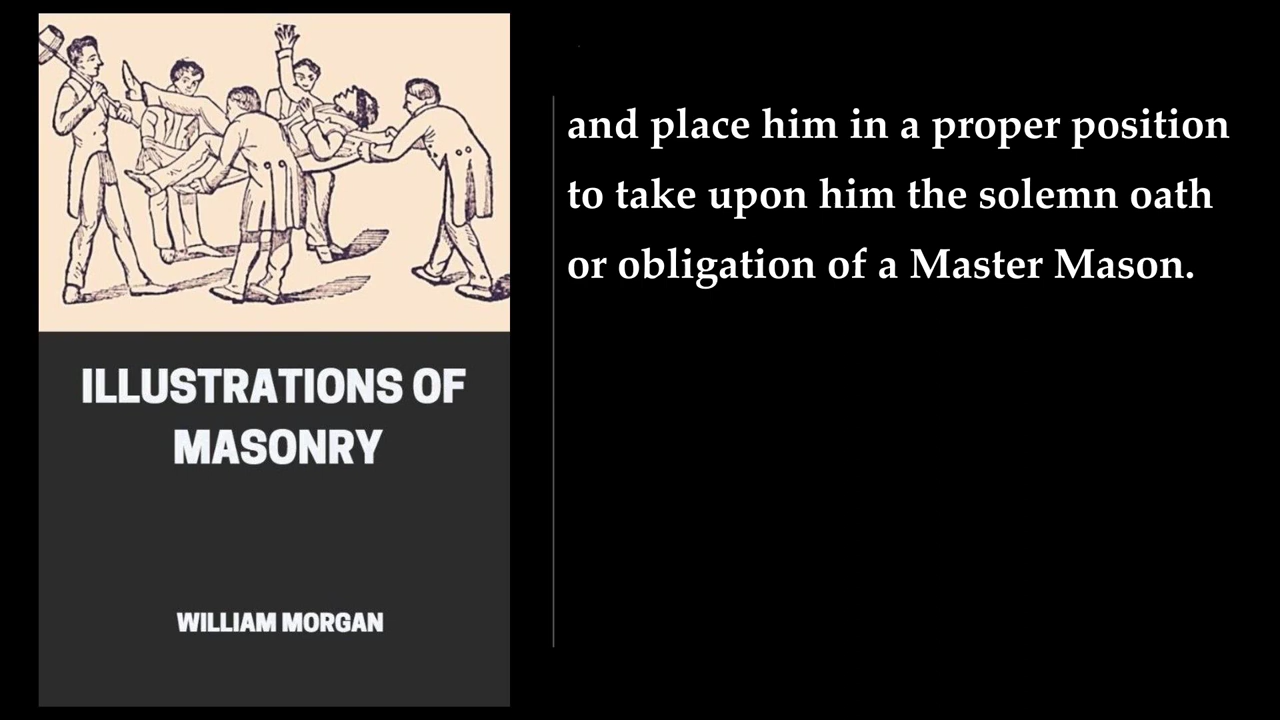 ILLUSTRATIONS OF
MASONRY
WILLIAM MORGAN
and place him in a proper position
to take upon him the solemn oath
or obligation of a Master Mason.